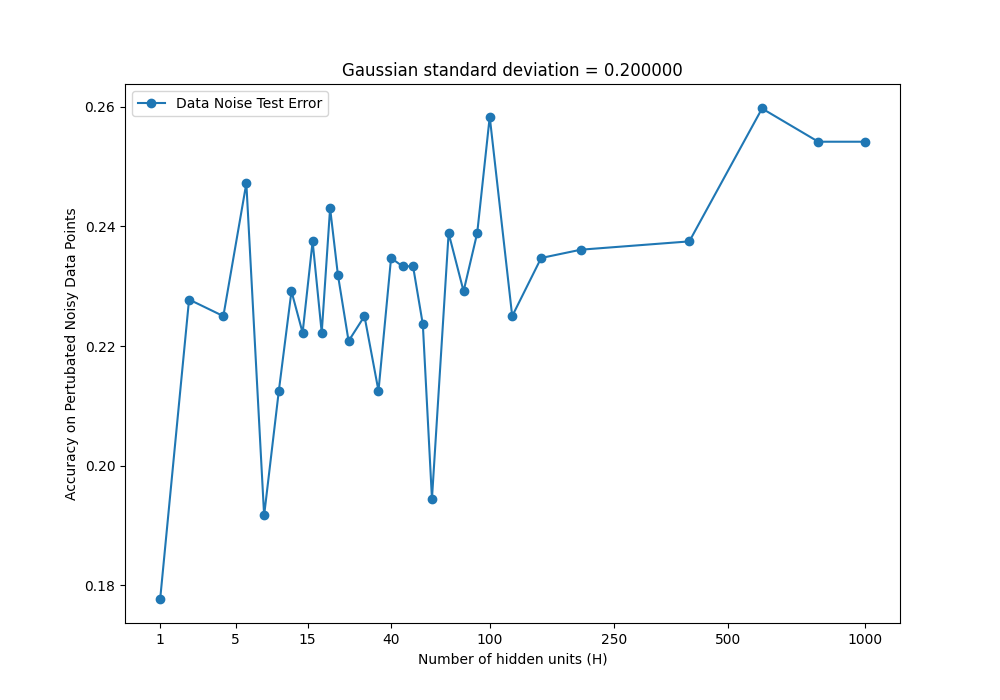 Gaussian standard deviation = 0.200000
Data Noise Test Error
Accuracy on Pertubated Noisy Data Points
0.26
0.24
0.22
0.20
0.18
1 5 15 40 100 250 500 1000
Number of hidden units (H)